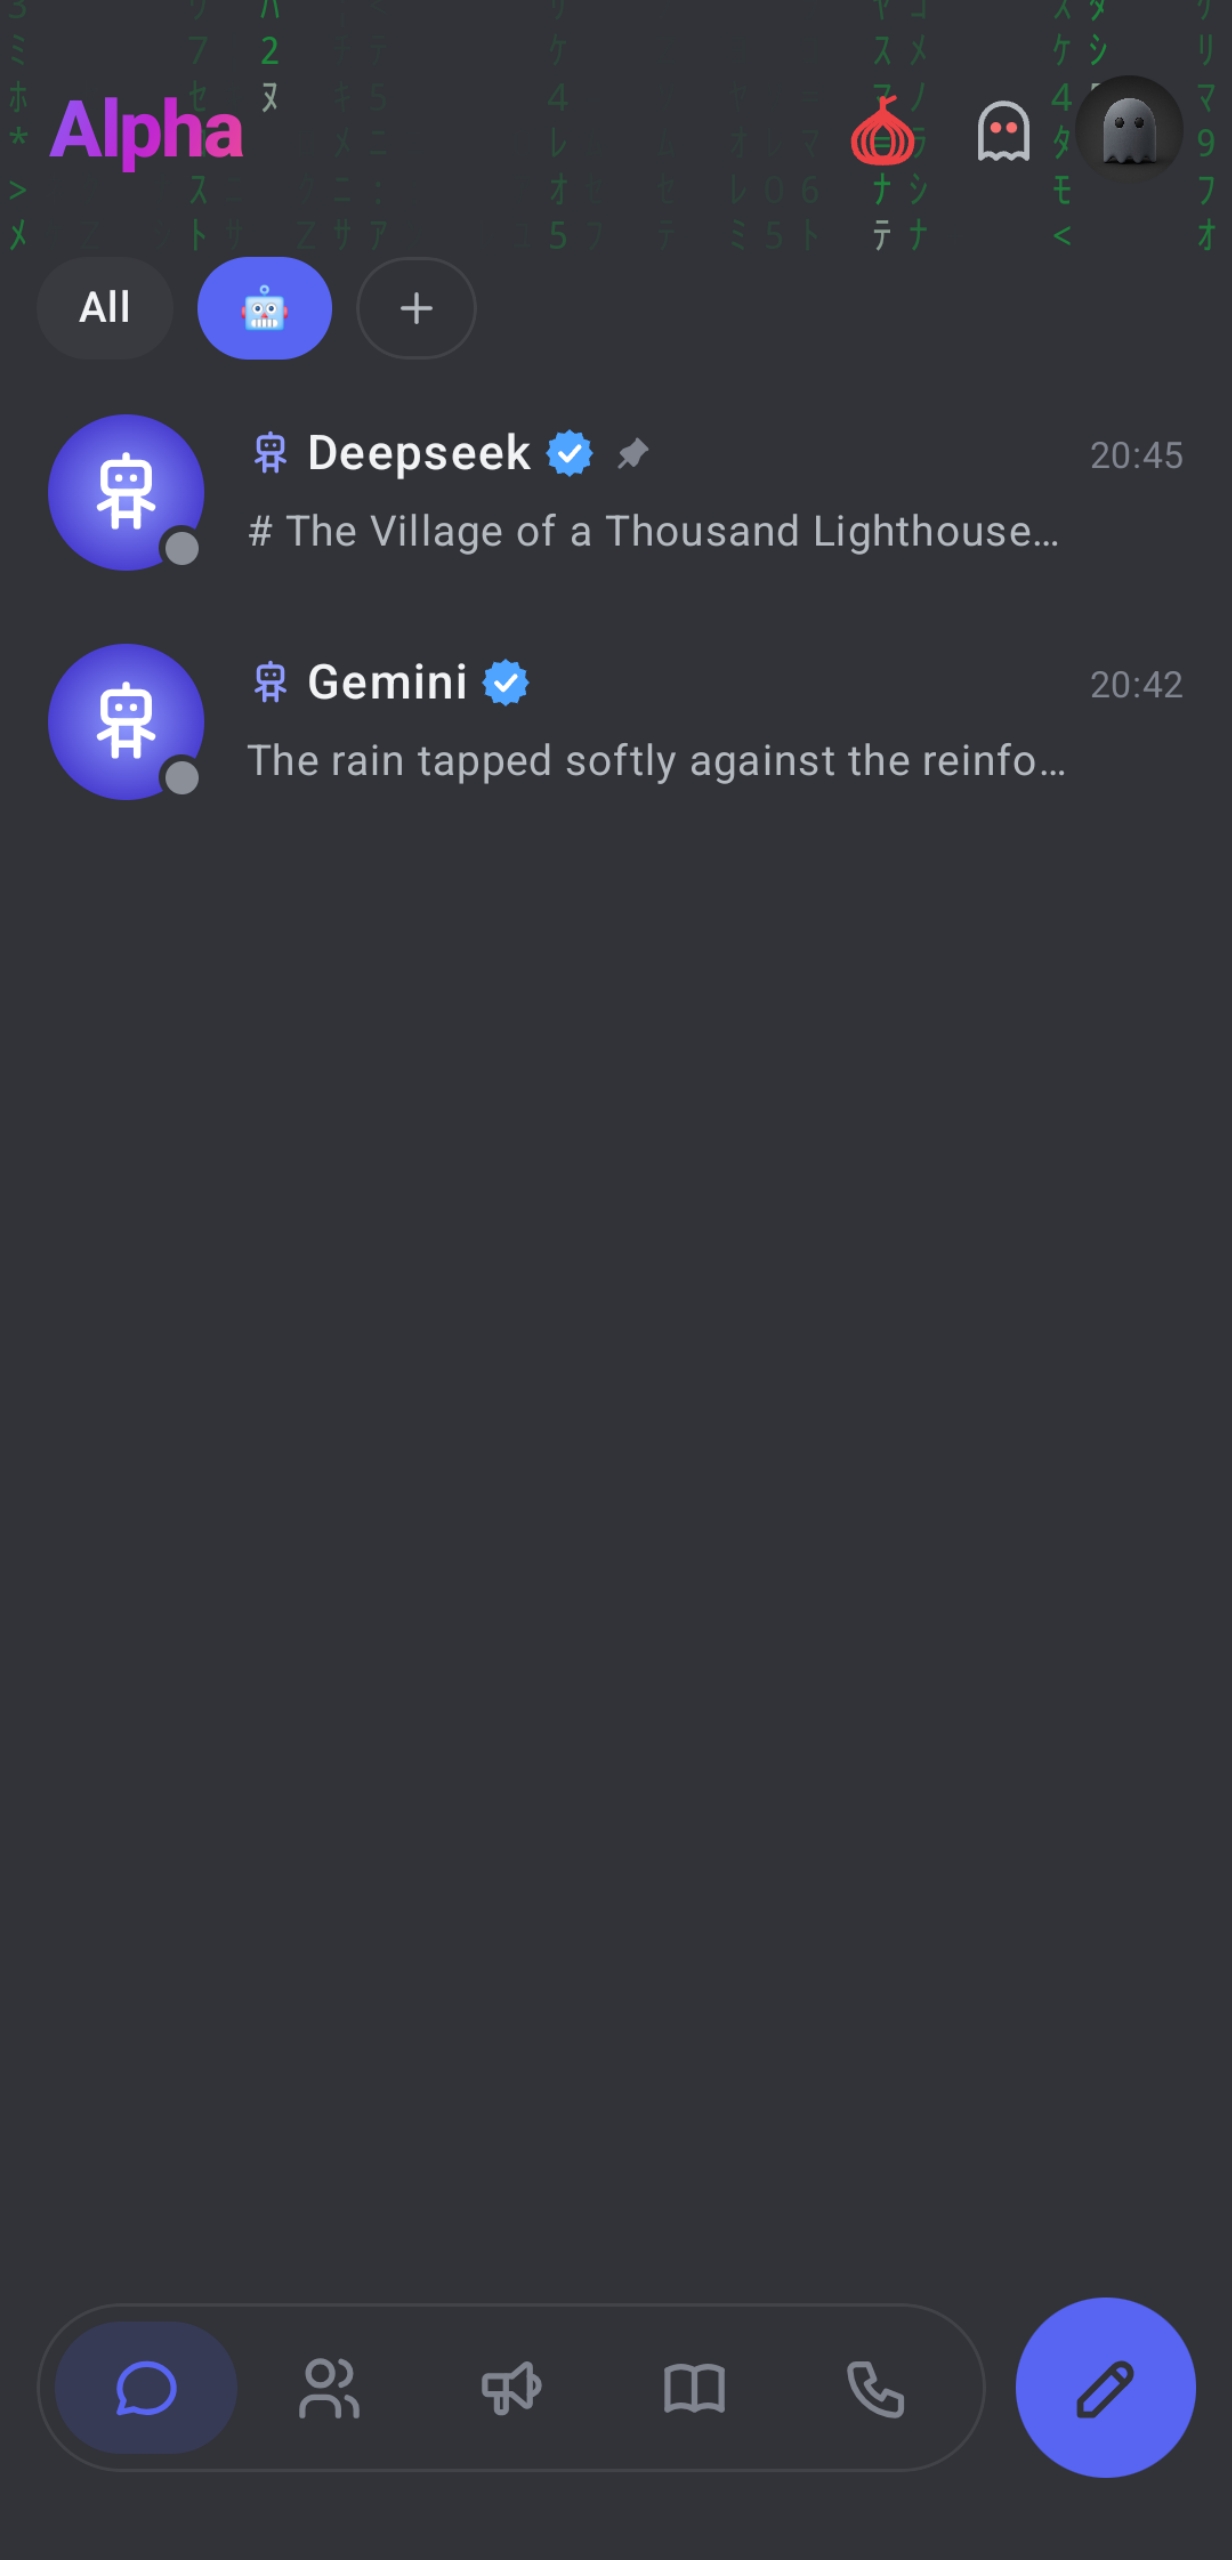 Alpha
All
Deepseek
20:45
# The Village of a Thousand Lighthouse…
Gemini
20:42
The rain tapped softly against the reinfo…